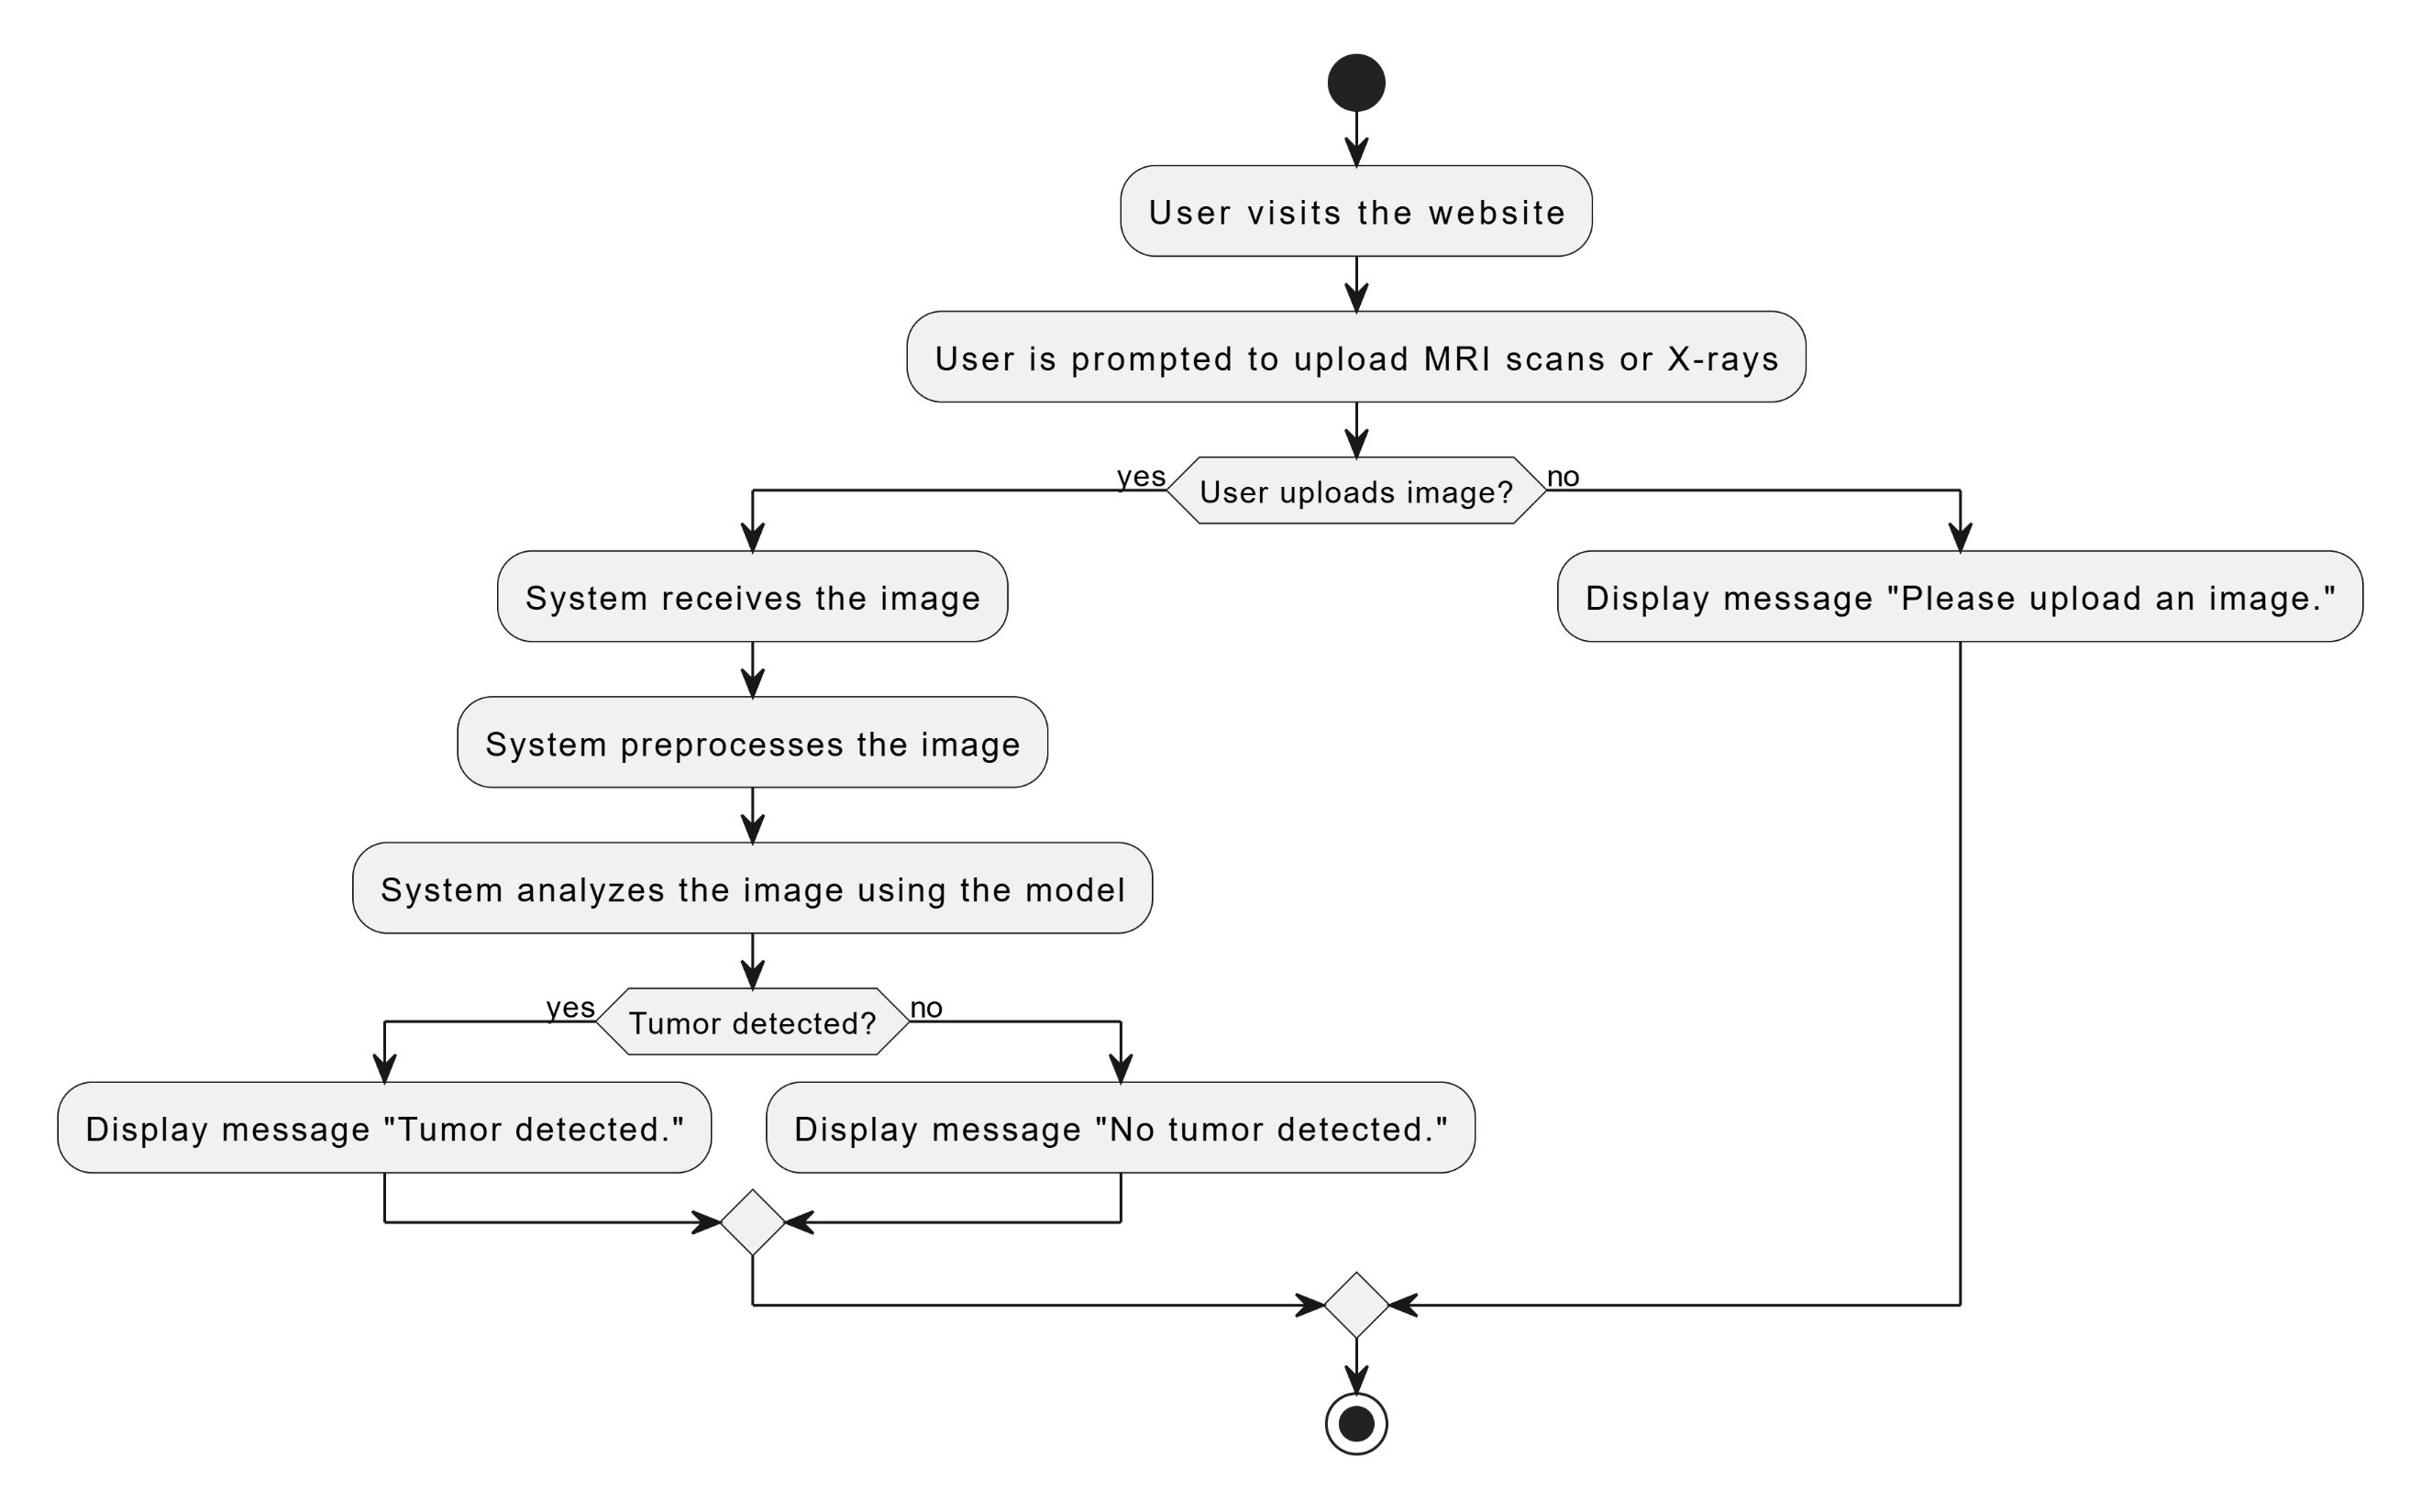 User visits the website
User is prompted to upload MRI scans or X-rays
yes
User uploads image?
no
System receives the image
Display message "Please upload an image."
System preprocesses the image
System analyzes the image using the model
yes
Tumor detected?
no
Display message "Tumor detected."
Display message "No tumor detected."